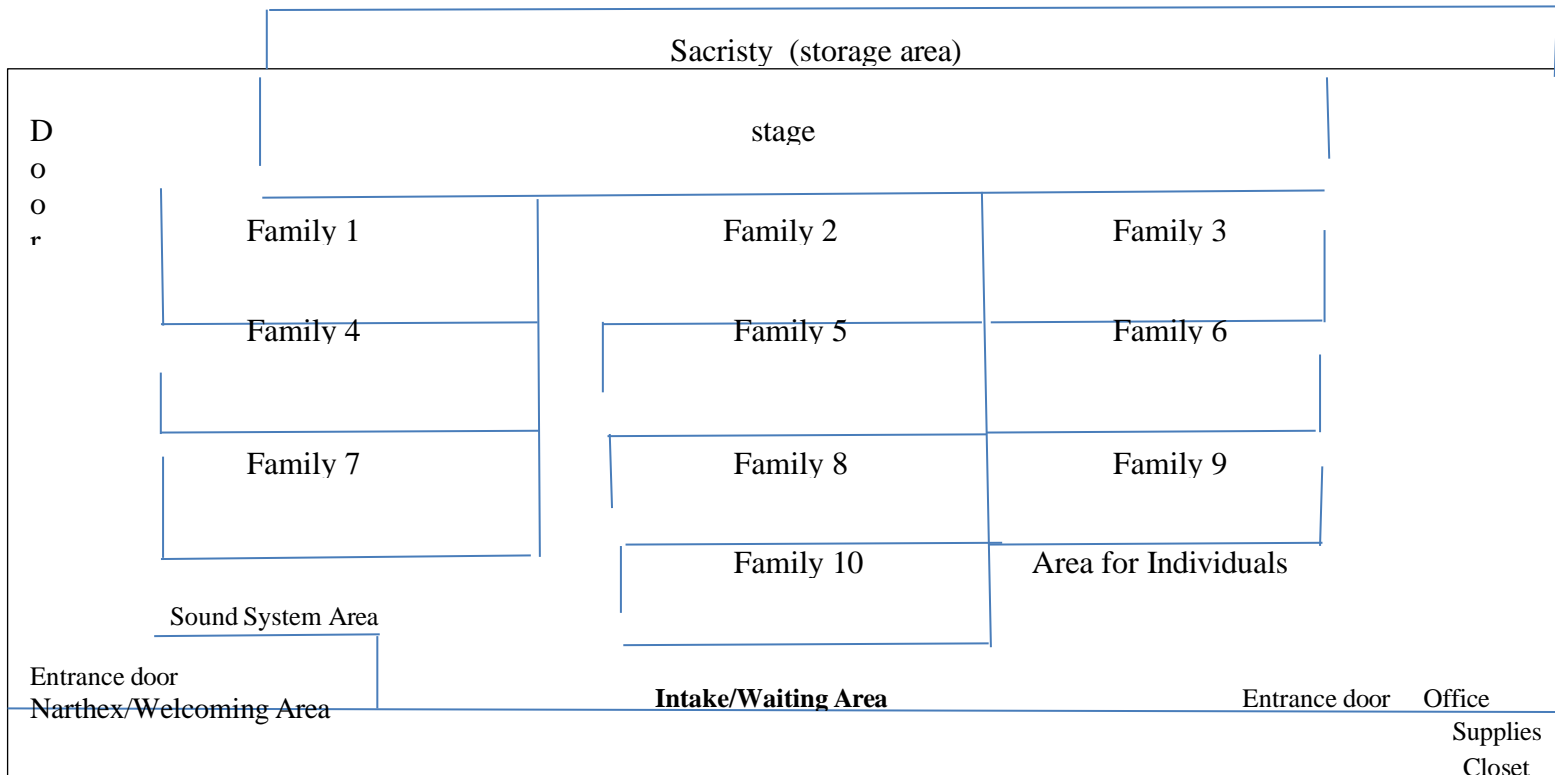 Sacristy (storage area)
D
o
o
r
stage
Family 1 Family 2 Family 3
Family 4 Family 5 Family 6
Family 7 Family 8 Family 9
Family 10 Area for Individuals
Sound System Area
Entrance door
Narthex/Welcoming Area Intake/Waiting Area Entrance door Office
Supplies
Closet